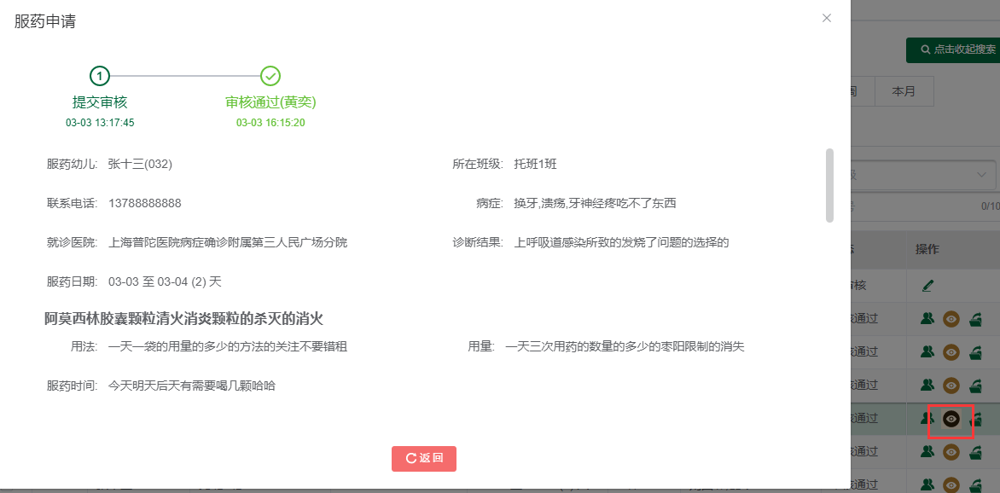 服药申请
点击收起搜索
1
周 本月
提交审核 审核通过(黄奕)
03-03 13:17:45 03-03 16:15:20
服药幼儿: 张十三(032) 所在班级: 托班1班
级
联系电话: 13788888888 病症: 换牙,溃疡,牙神经疼吃不了东西
0/10
就诊医院: 上海普陀医院病症确诊附属第三人民广场分院 诊断结果: 上呼吸道感染所致的发烧了问题的选择的
操作
服药日期: 03-03 至 03-04 (2) 天
审核
阿莫西林胶囊颗粒清火消炎颗粒的杀灭的消火
核通过
用法: 一天一袋的用量的多少的方法的关注不要错租 用量: 一天三次用药的数量的多少的枣阳限制的消失
核通过
服药时间: 今天明天后天有需要喝几颗哈哈
核通过
核通过
返回
核通过
核通过